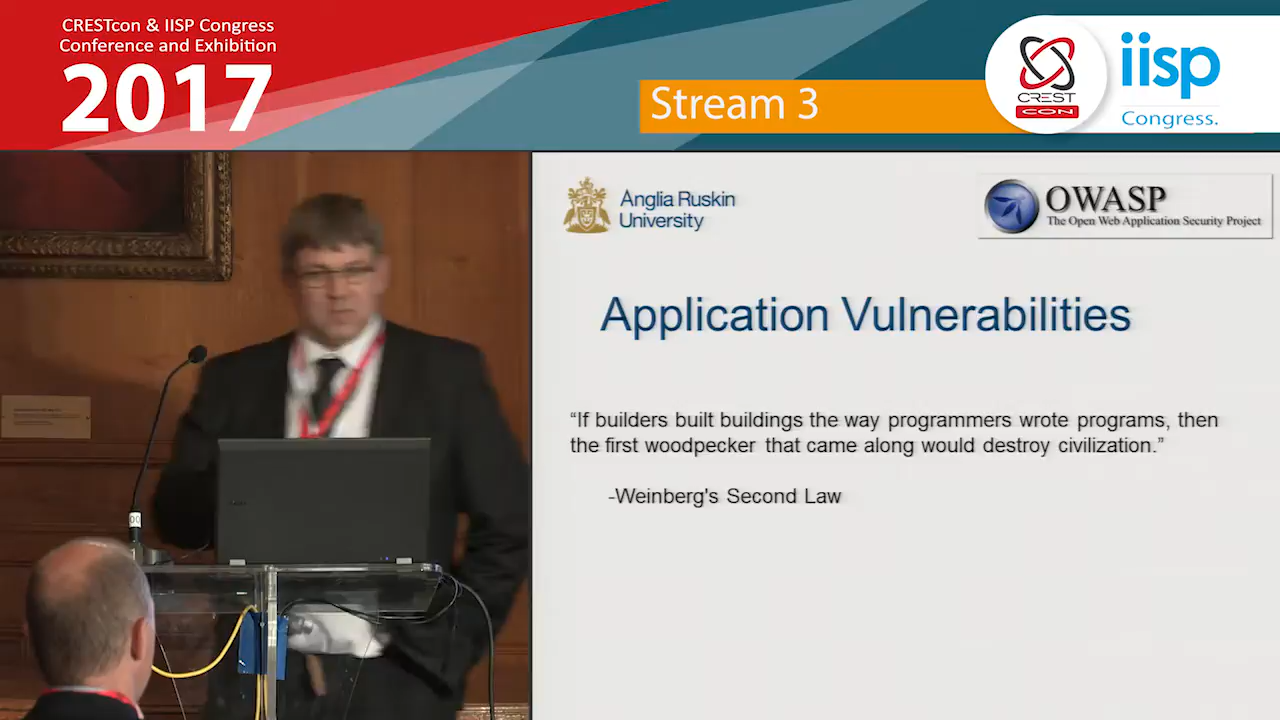 CRESTcon & IISP Congress
Conference and Exhibition
2017
Stream 3
CREST
CON
iisp
Congress.
Anglia Ruskin
University
OWASP
The Open Web Application Security Project
Application Vulnerabilities
“If builders built buildings the way programmers wrote programs, then
the first woodpecker that came along would destroy civilization.”
-Weinberg's Second Law